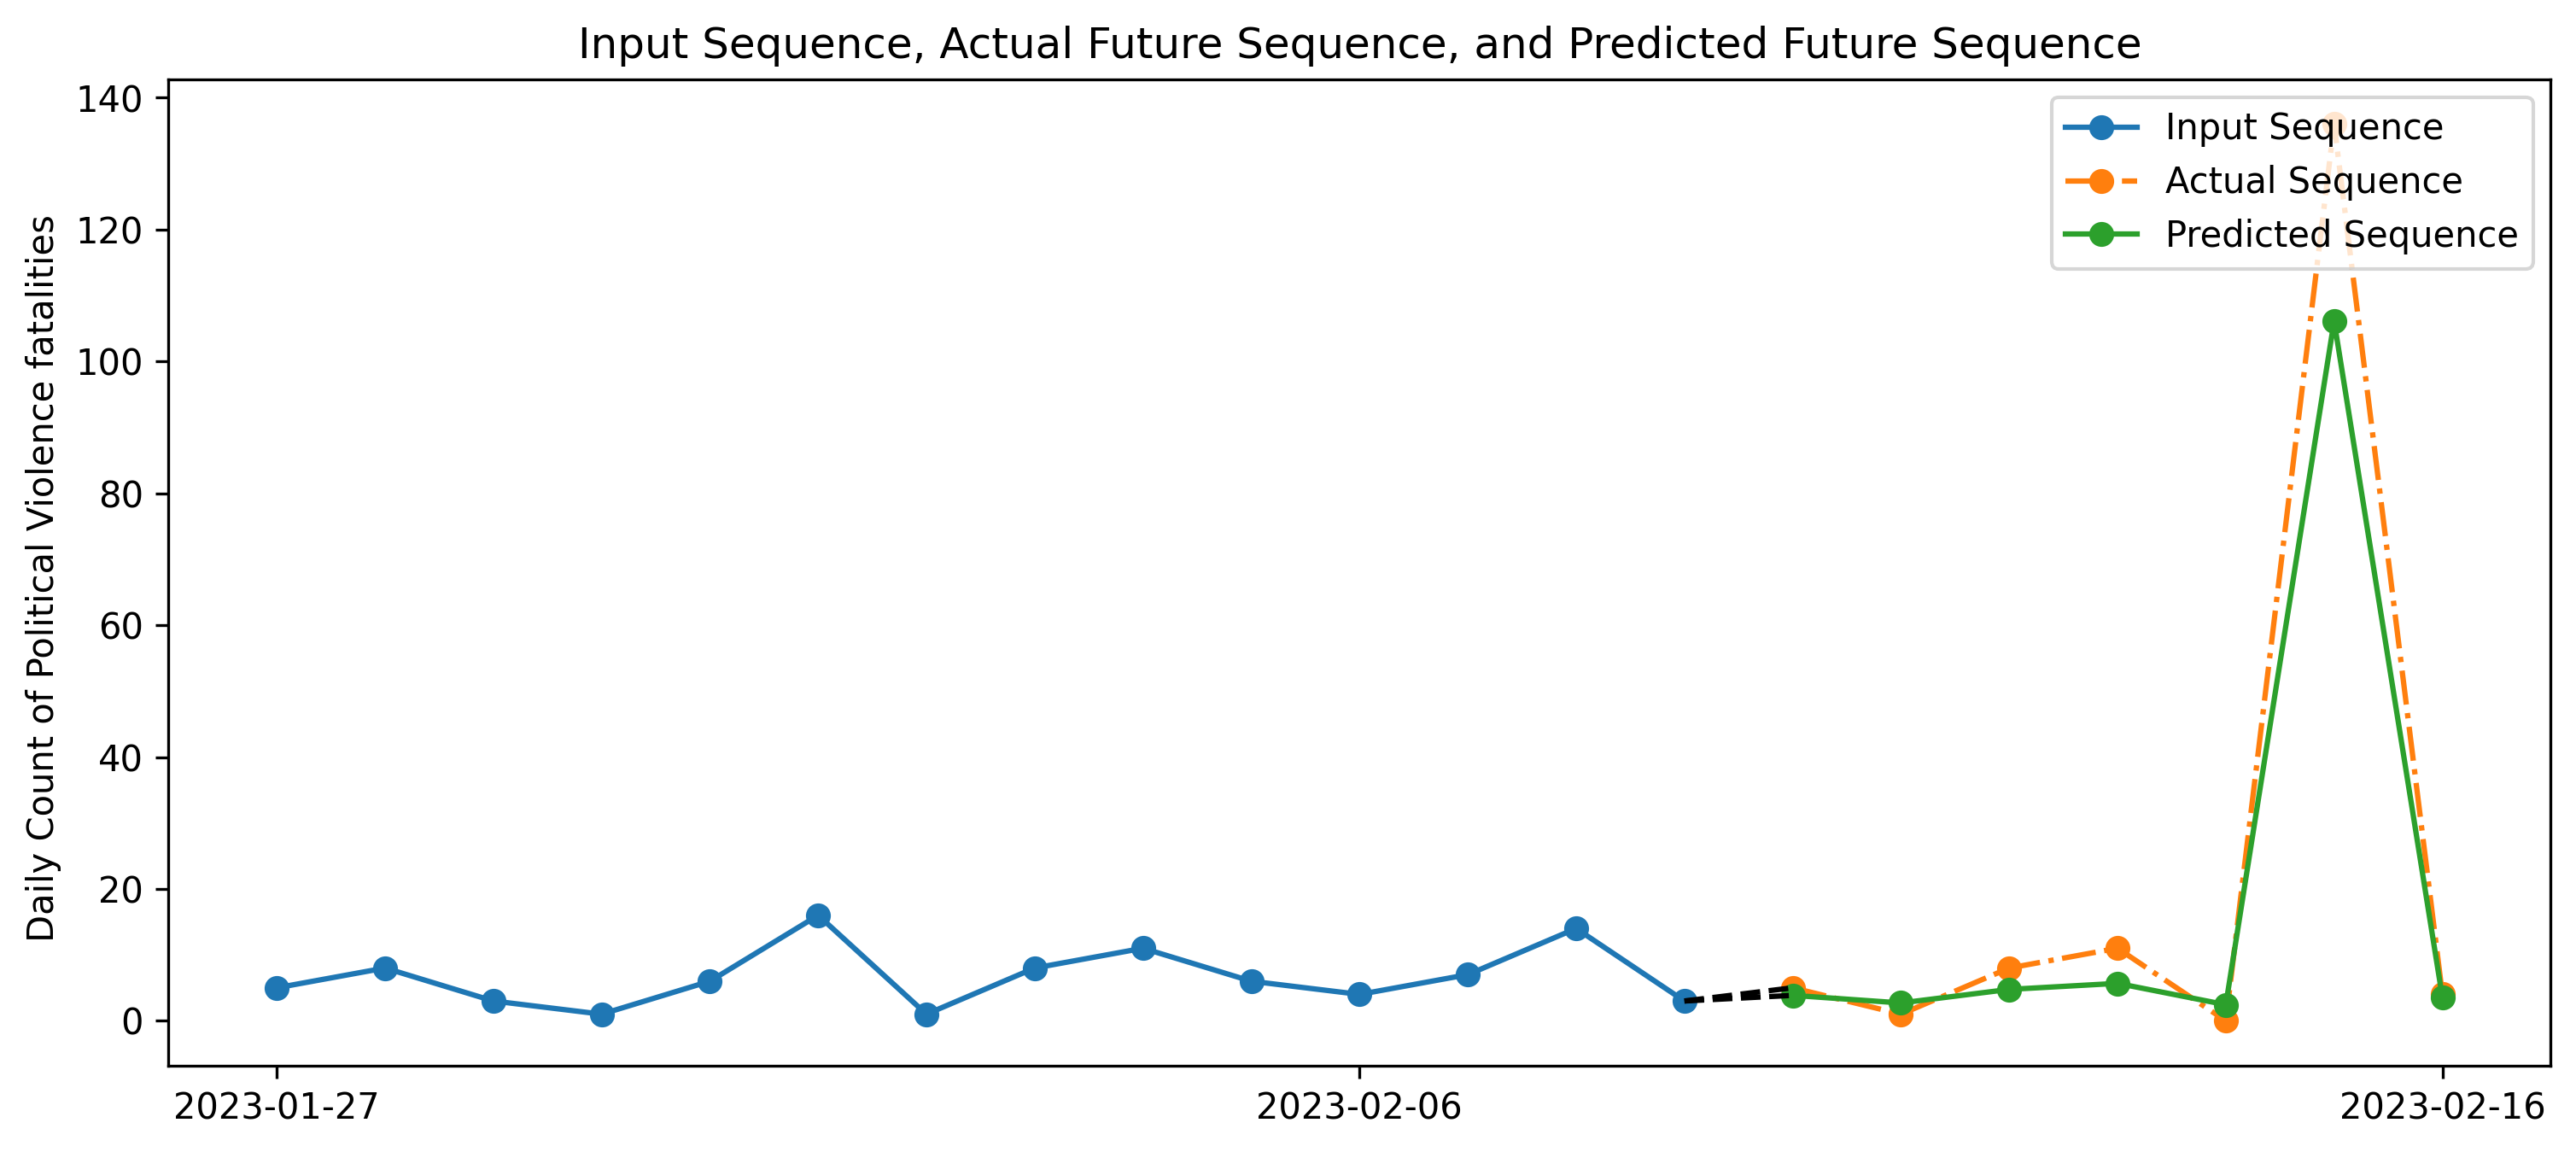 Input Sequence, Actual Future Sequence, and Predicted Future Sequence
Daily Count of Political Violence fatalities
140
120
100
80
60
40
20
0
Input Sequence
Actual Sequence
Predicted Sequence
2023-01-27
2023-02-06
2023-02-16